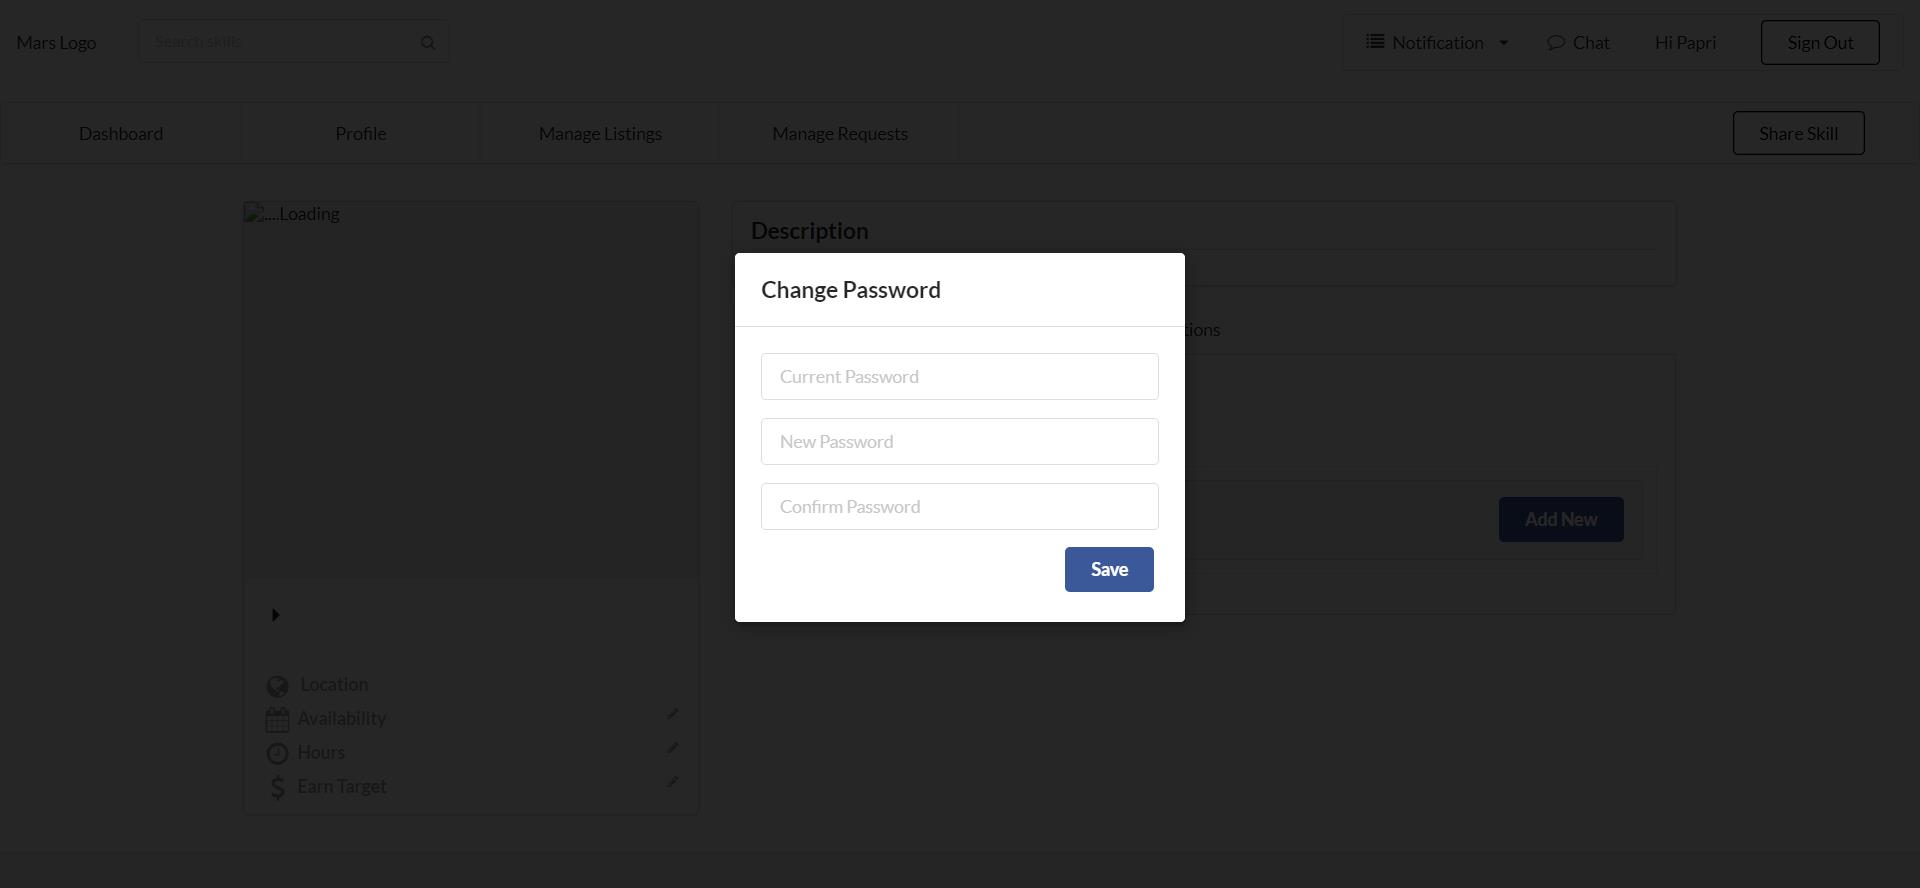 Mars Logo
Search skills
Notification
Chat
Hi Papri
Sign Out
Dashboard
Profile
Manage Listings
Manage Requests
Share Skill
....Loading
Description
Change Password
tions
Current Password
New Password
Confirm Password
Add New
Save
Location
Availability
Hours
Earn Target